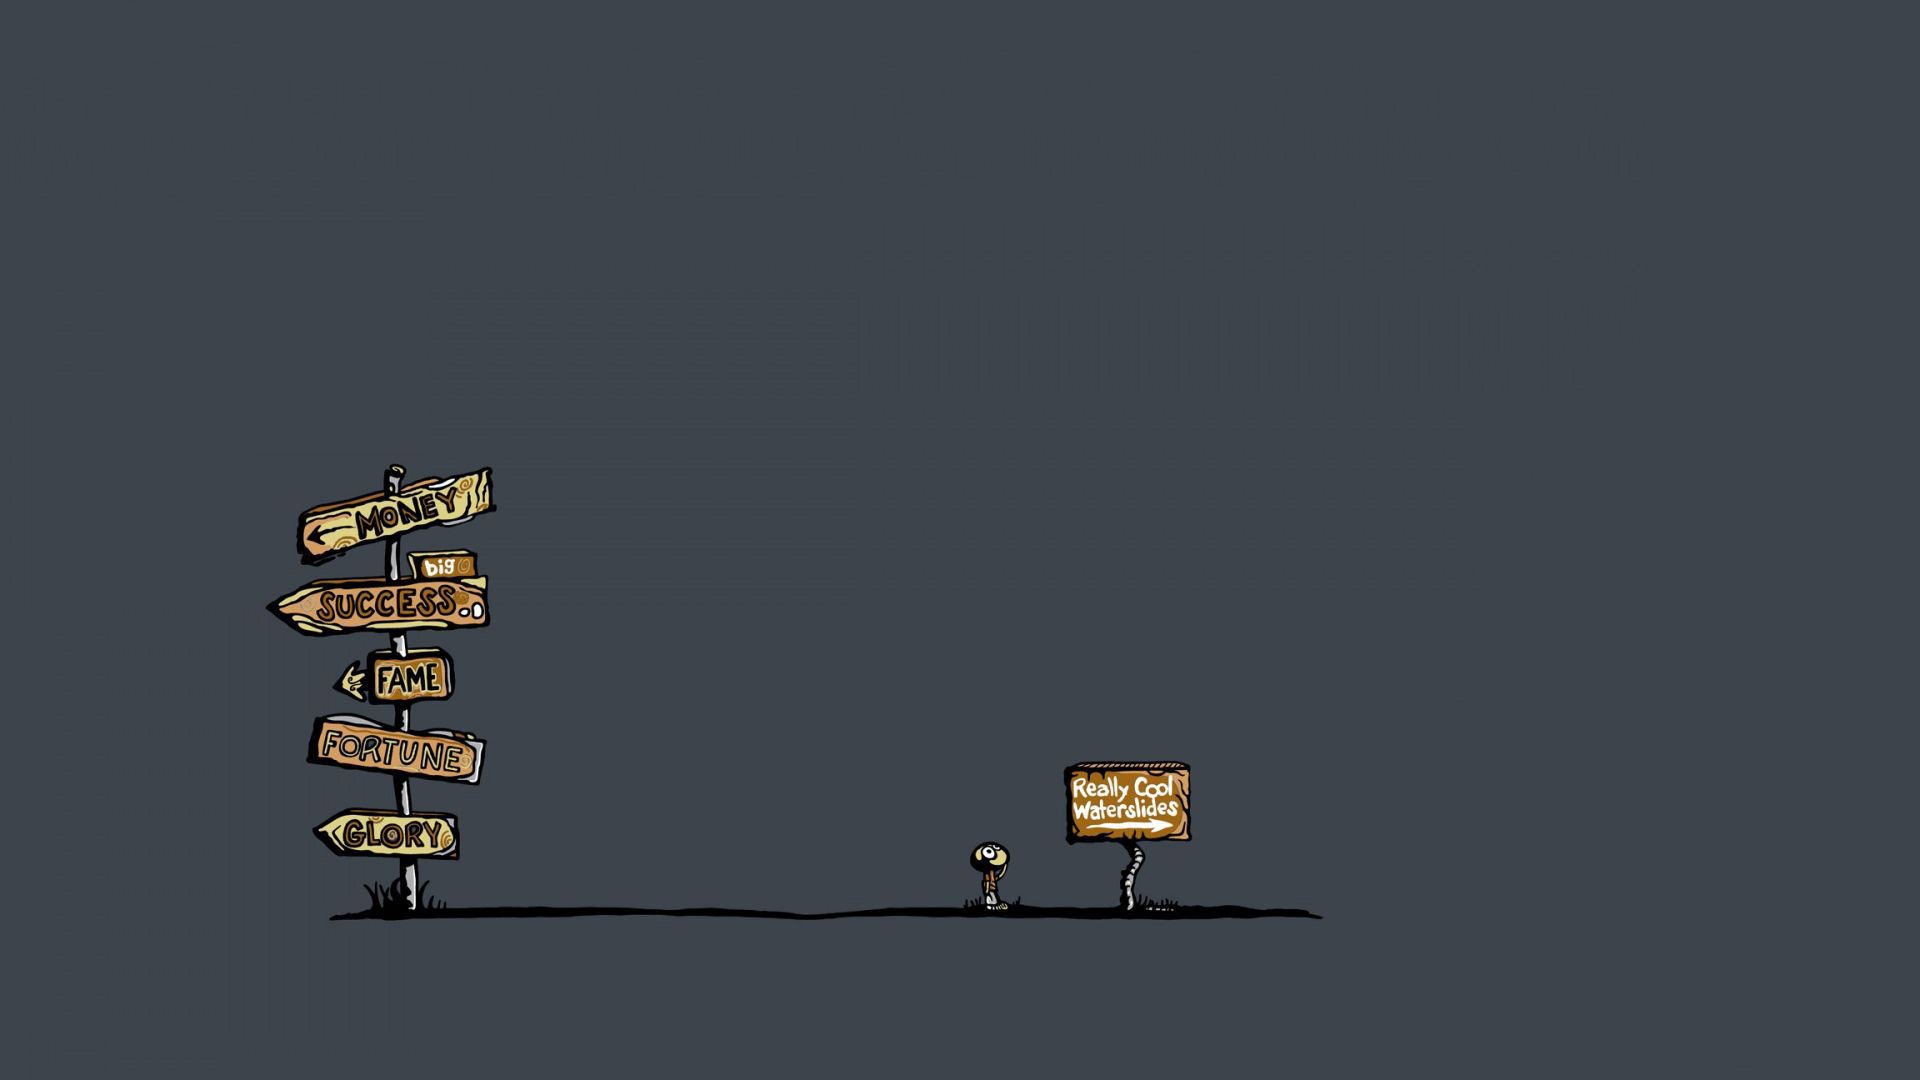 MONEY
big
SUCCESS
FAME
FORTUNE
GLORY
Really Cool
Waterslides